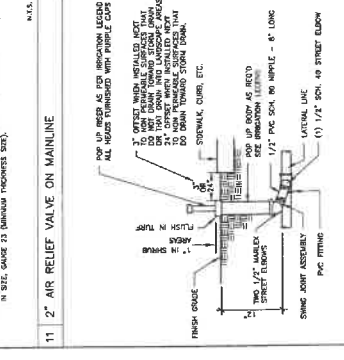 IN SIZE, GAUGE 23 (MINIMUM THICKNESS SIZE).
N.T.S.
11 2" AIR RELIEF VALVE ON MAINLINE
POP UP RISER AS PER IRRIGATION LEGEND
ALL HEADS FURNISHED WITH PURPLE CAPS
3" OFFSET WHEN INSTALLED NEXT
TO NON PERMEABLE SURFACES THAT
DO NOT DRAIN TOWARD STORM DRAIN
OR THAT DRAIN INTO LANDSCAPE AREAS
24" OFFSET WHEN INSTALLED NEXT
TO NON PERMEABLE SURFACES THAT
DO DRAIN TOWARD STORM DRAIN.
SIDEWALK, CURB, ETC.
POP UP BODY AS REQ'D
SEE IRRIGATION LEGEND
1/2" PVC SCH. 80 NIPPLE - 6" LONG
LATERAL LINE
(1) 1/2" SCH. 40 STREET ELBOW
3"
OR
24"
FLUSH IN TURF
1" IN SHRUB
AREAS
FINISH GRADE
12"
TWO 1/2" MARLEX
STREET ELBOWS
SWING JOINT ASSEMBLY
PVC FITTING